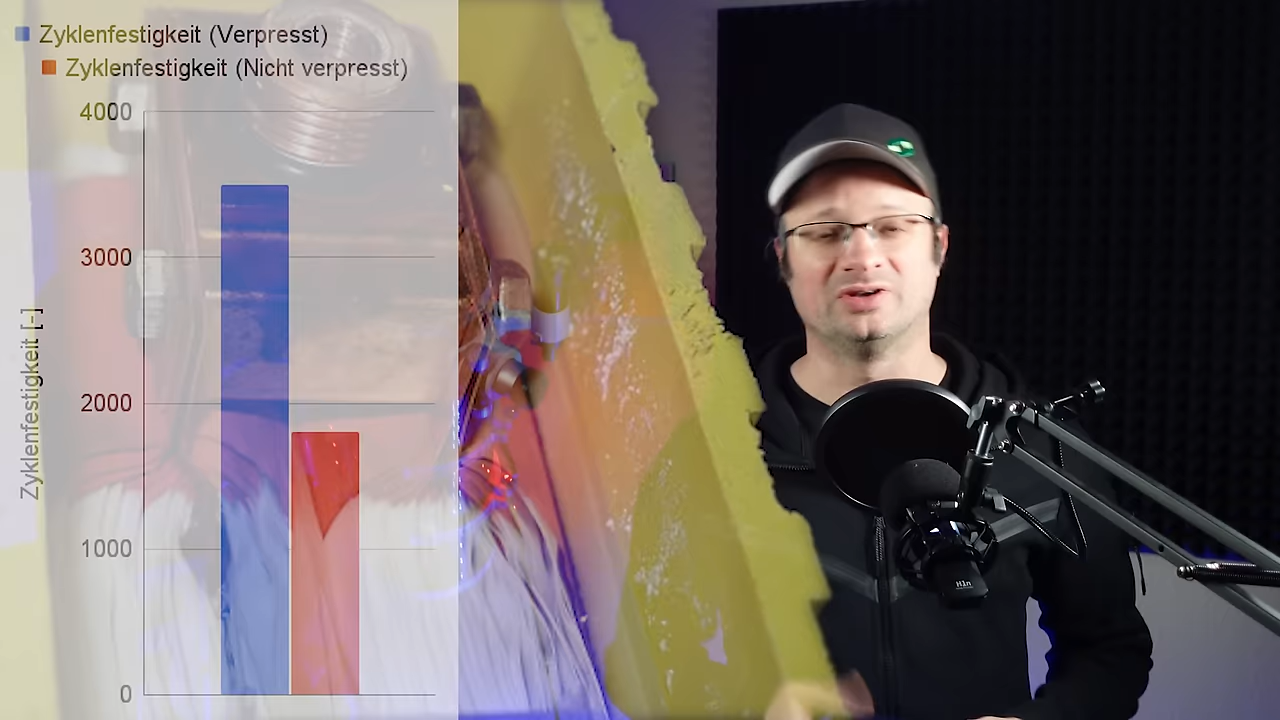 Zyklenfestigkeit (Verpresst)
Zyklenfestigkeit (Nicht verpresst)
4000
3000
2000
1000
0
Zyklenfestigkeit [-]